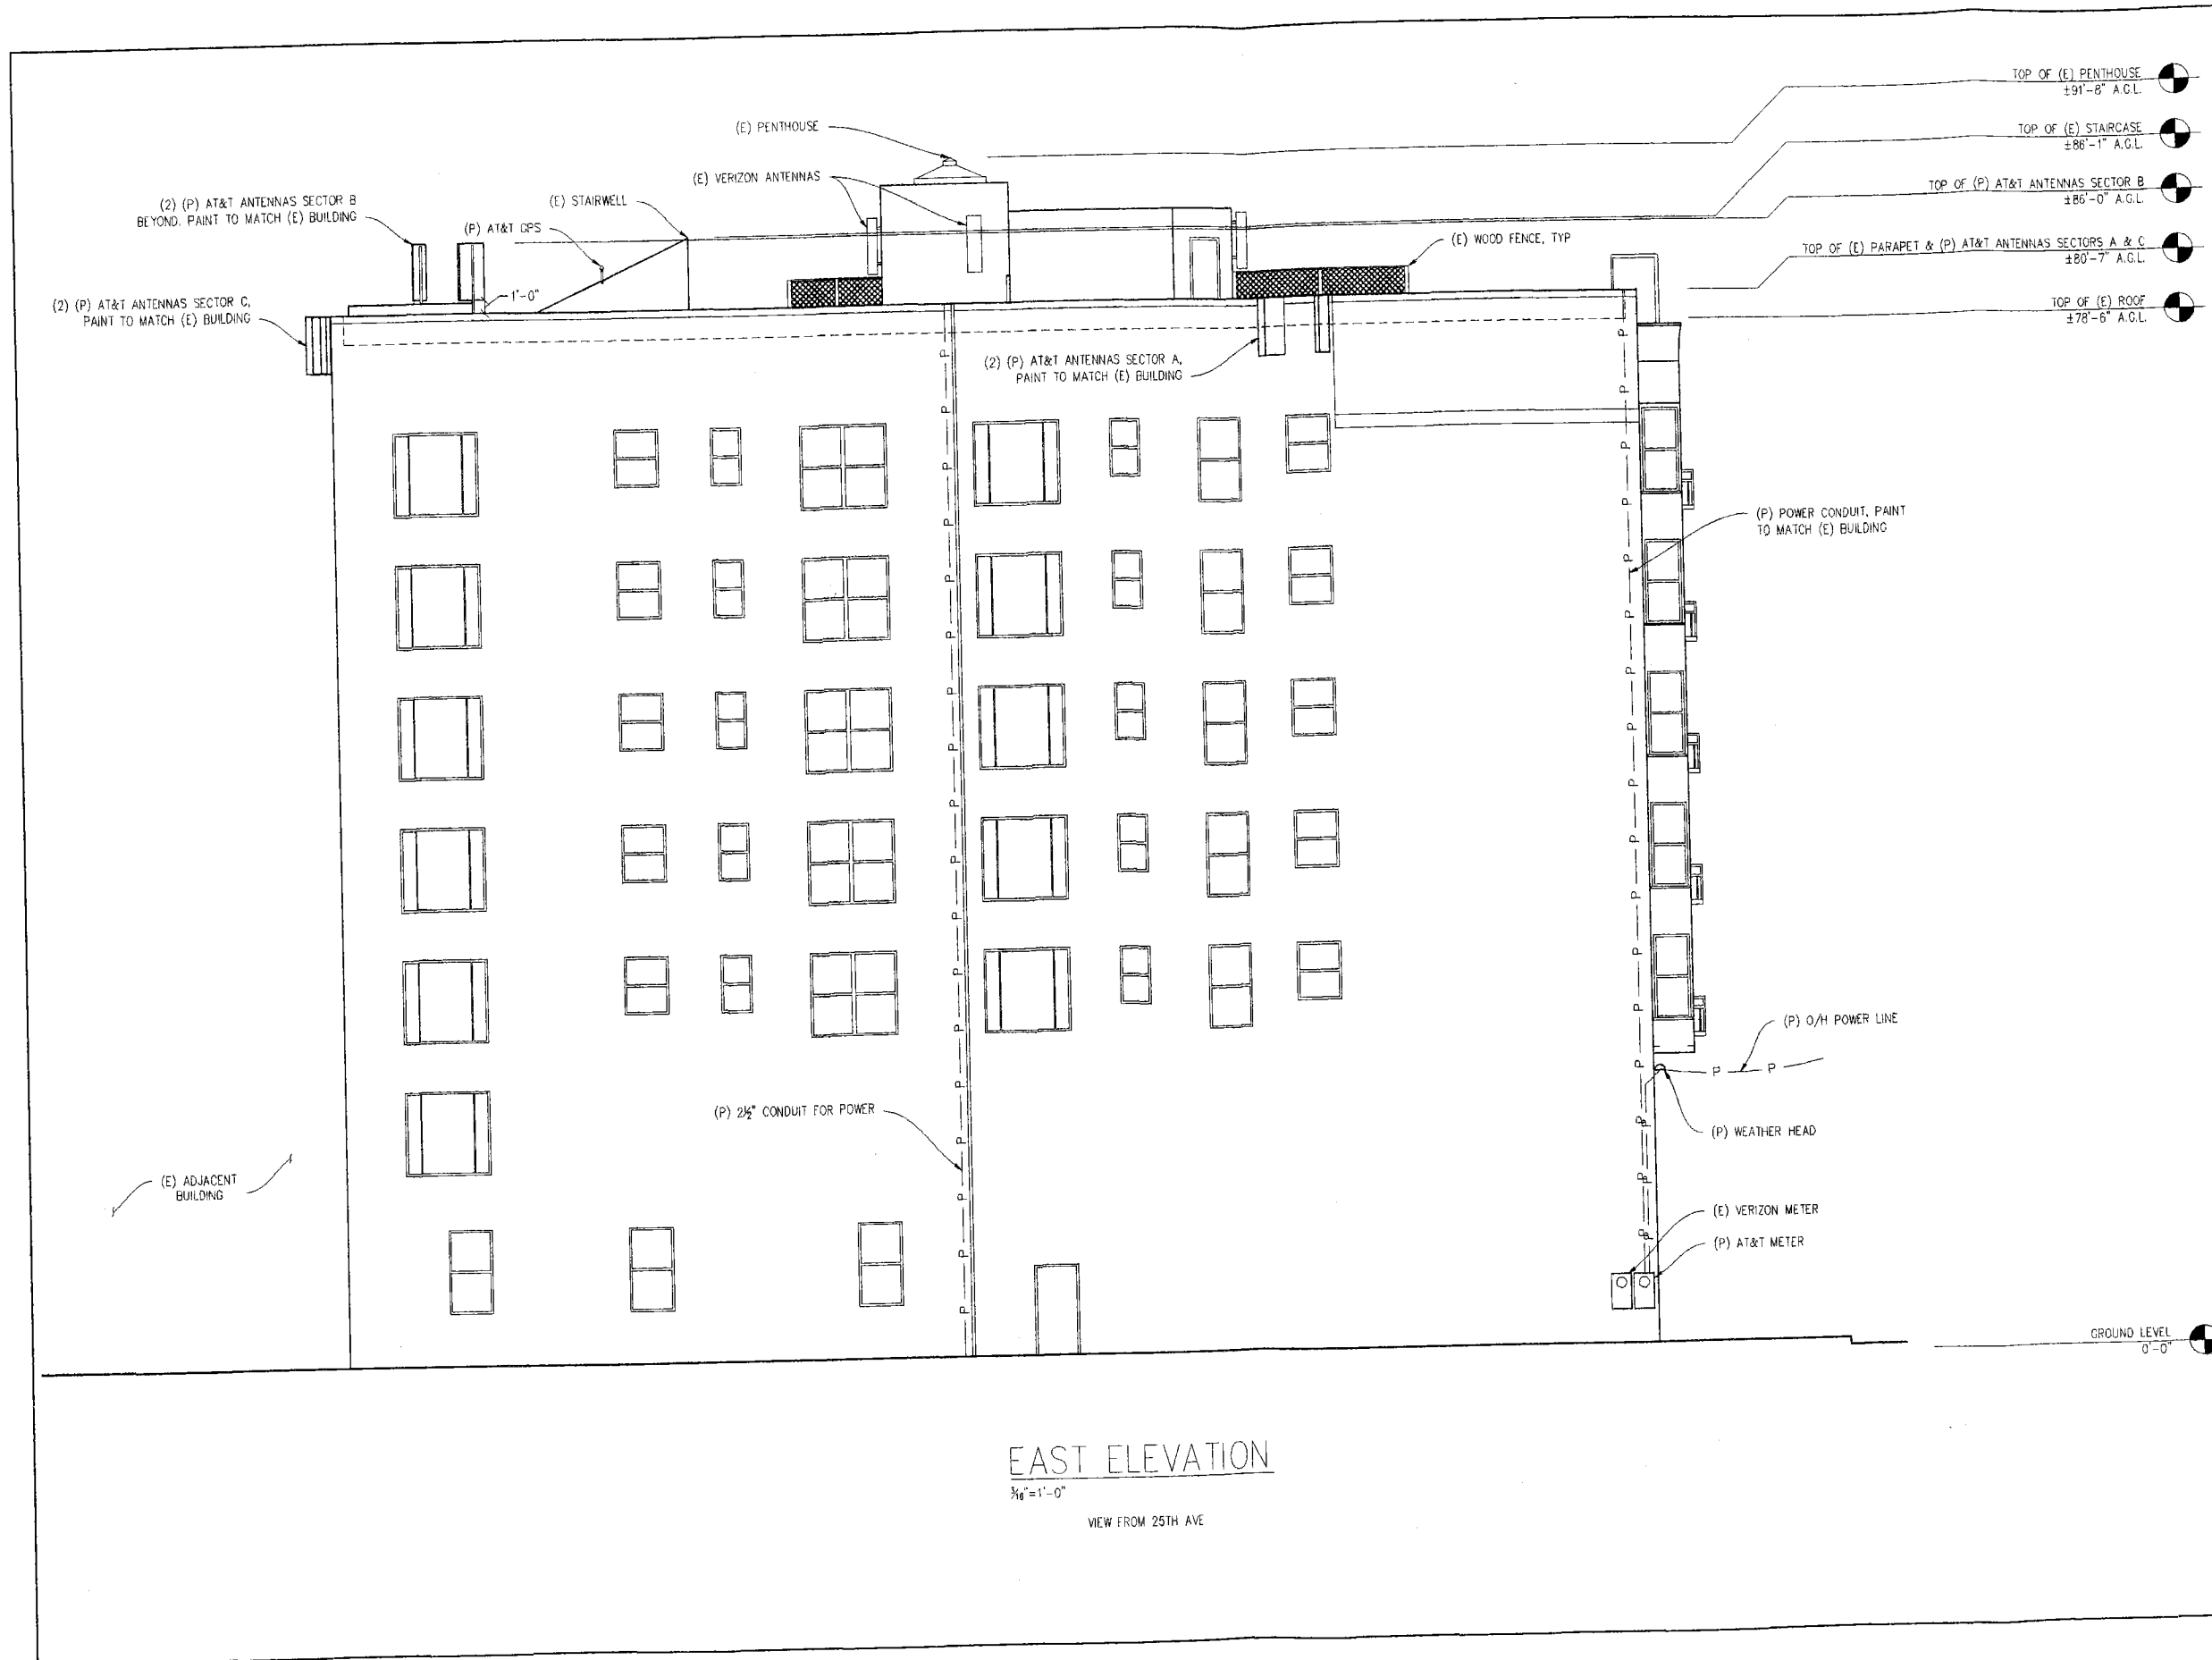 TOP OF (E) PENTHOUSE
±91'-8" A.G.L.
TOP OF (E) STAIRCASE
±86'-1" A.G.L.
TOP OF (P) AT&T ANTENNAS SECTOR B
±86'-0" A.G.L.
TOP OF (E) PARAPET & (P) AT&T ANTENNAS SECTORS A & C
±80'-7" A.G.L.
TOP OF (E) ROOF
±78'-6" A.G.L.
(E) PENTHOUSE
(E) VERIZON ANTENNAS
(E) STAIRWELL
(2) (P) AT&T ANTENNAS SECTOR B
BEYOND, PAINT TO MATCH (E) BUILDING
(P) AT&T GPS
(E) WOOD FENCE, TYP
1'-0"
(2) (P) AT&T ANTENNAS SECTOR C,
PAINT TO MATCH (E) BUILDING
(2) (P) AT&T ANTENNAS SECTOR A,
PAINT TO MATCH (E) BUILDING
(P) POWER CONDUIT, PAINT
TO MATCH (E) BUILDING
(P) O/H POWER LINE
P P
(P) 2½" CONDUIT FOR POWER
(P) WEATHER HEAD
(E) ADJACENT
BUILDING
(E) VERIZON METER
(P) AT&T METER
GROUND LEVEL
0'-0"
EAST ELEVATION
3⁄16"=1'-0"
VIEW FROM 25TH AVE